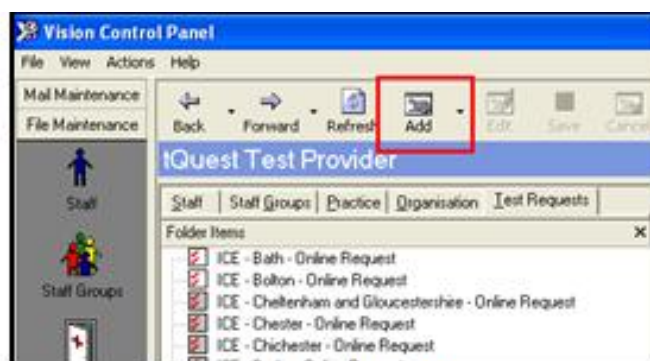 Vision Control Panel
File View Actions Help
Mail Maintenance
File Maintenance
Staff
Staff Groups
Back Forward Refresh Add Edit Save Cancel
tQuest Test Provider
Staff Staff Groups Practice Organisation Test Requests
Folder Items
ICE - Bath - Online Request
ICE - Bolton - Online Request
ICE - Cheltenham and Gloucestershire - Online Request
ICE - Chester - Online Request
ICE - Chichester - Online Request